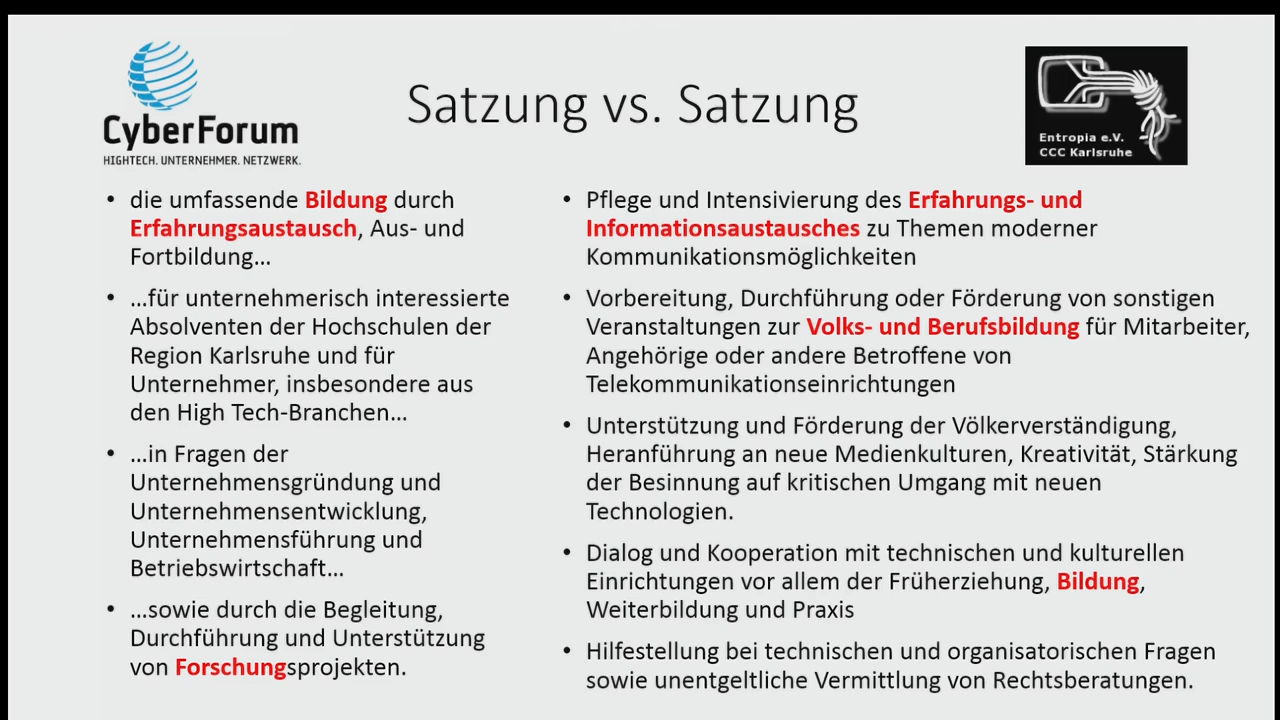 CyberForum
HIGHTECH. UNTERNEHMER. NETZWERK.
Satzung vs. Satzung
Entropia e.V.
CCC Karlsruhe
• die umfassende Bildung durch
Erfahrungsaustausch, Aus- und
Fortbildung...
• ...für unternehmerisch interessierte
Absolventen der Hochschulen der
Region Karlsruhe und für
Unternehmer, insbesondere aus
den High Tech-Branchen...
• ...in Fragen der
Unternehmensgründung und
Unternehmensentwicklung,
Unternehmensführung und
Betriebswirtschaft...
• ...sowie durch die Begleitung,
Durchführung und Unterstützung
von Forschungsprojekten.
• Pflege und Intensivierung des Erfahrungs- und
Informationsaustausches zu Themen moderner
Kommunikationsmöglichkeiten
• Vorbereitung, Durchführung oder Förderung von sonstigen
Veranstaltungen zur Volks- und Berufsbildung für Mitarbeiter,
Angehörige oder andere Betroffene von
Telekommunikationseinrichtungen
• Unterstützung und Förderung der Völkerverständigung,
Heranführung an neue Medienkulturen, Kreativität, Stärkung
der Besinnung auf kritischen Umgang mit neuen
Technologien.
• Dialog und Kooperation mit technischen und kulturellen
Einrichtungen vor allem der Früherziehung, Bildung,
Weiterbildung und Praxis
• Hilfestellung bei technischen und organisatorischen Fragen
sowie unentgeltliche Vermittlung von Rechtsberatungen.